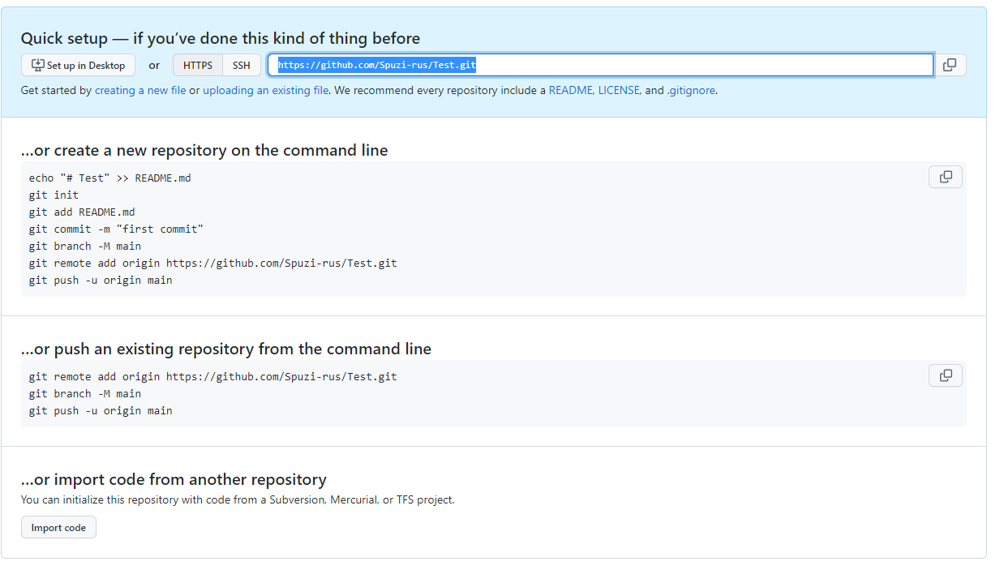 Quick setup — if you’ve done this kind of thing before
Set up in Desktop or HTTPS SSH https://github.com/Spuzi-rus/Test.git
Get started by creating a new file or uploading an existing file. We recommend every repository include a README, LICENSE, and .gitignore.
…or create a new repository on the command line
echo "# Test" >> README.md
git init
git add README.md
git commit -m "first commit"
git branch -M main
git remote add origin https://github.com/Spuzi-rus/Test.git
git push -u origin main
…or push an existing repository from the command line
git remote add origin https://github.com/Spuzi-rus/Test.git
git branch -M main
git push -u origin main
…or import code from another repository
You can initialize this repository with code from a Subversion, Mercurial, or TFS project.
Import code